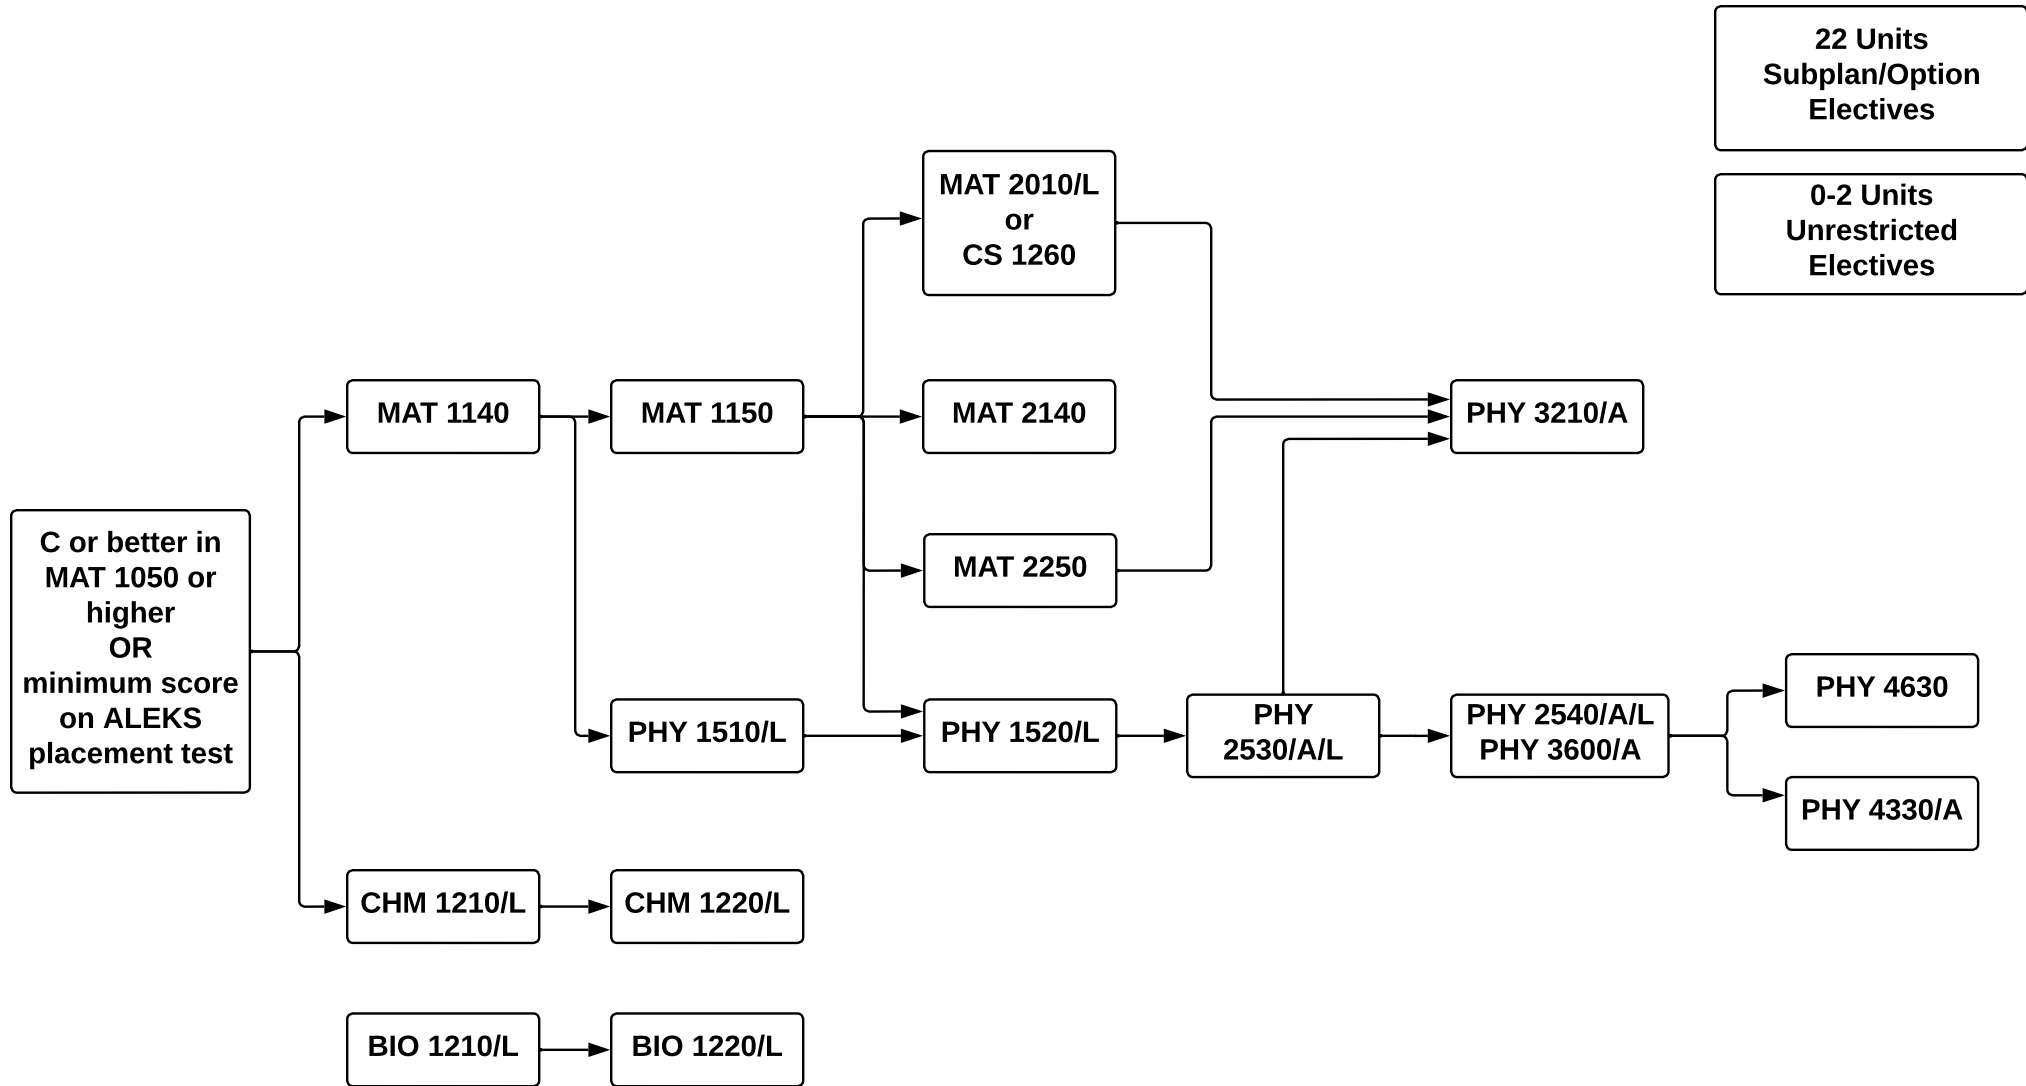 22 Units
Subplan/Option
Electives
0-2 Units
Unrestricted
Electives
MAT 2010/L
or
CS 1260
MAT 1140
MAT 1150
MAT 2140
PHY 3210/A
C or better in
MAT 1050 or
higher
OR
minimum score
on ALEKS
placement test
MAT 2250
PHY 1510/L
PHY 1520/L
PHY
2530/A/L
PHY 2540/A/L
PHY 3600/A
PHY 4630
PHY 4330/A
CHM 1210/L
CHM 1220/L
BIO 1210/L
BIO 1220/L